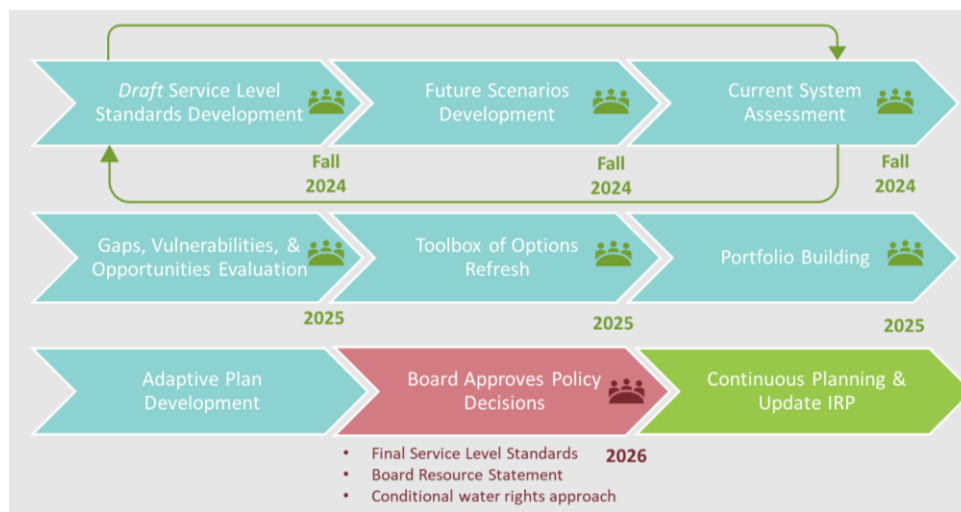 Draft Service Level
Standards Development
Future Scenarios
Development
Current System
Assessment
Fall
2024
Fall
2024
Fall
2024
Gaps, Vulnerabilities, &
Opportunities Evaluation
Toolbox of Options
Refresh
Portfolio Building
2025
2025
2025
Adaptive Plan
Development
Board Approves Policy
Decisions
Continuous Planning &
Update IRP
• Final Service Level Standards
• Board Resource Statement
• Conditional water rights approach
2026